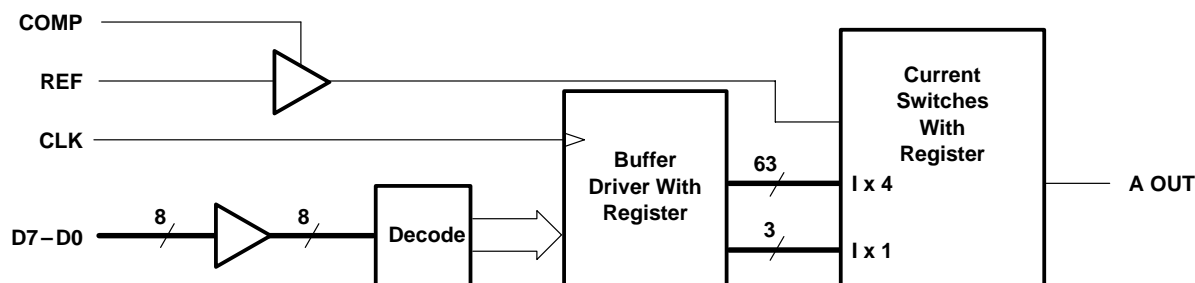 COMP
REF
CLK
D7–D0
8
8
Decode
Buffer
Driver With
Register
63
3
Current
Switches
With
Register
I x 4
I x 1
A OUT